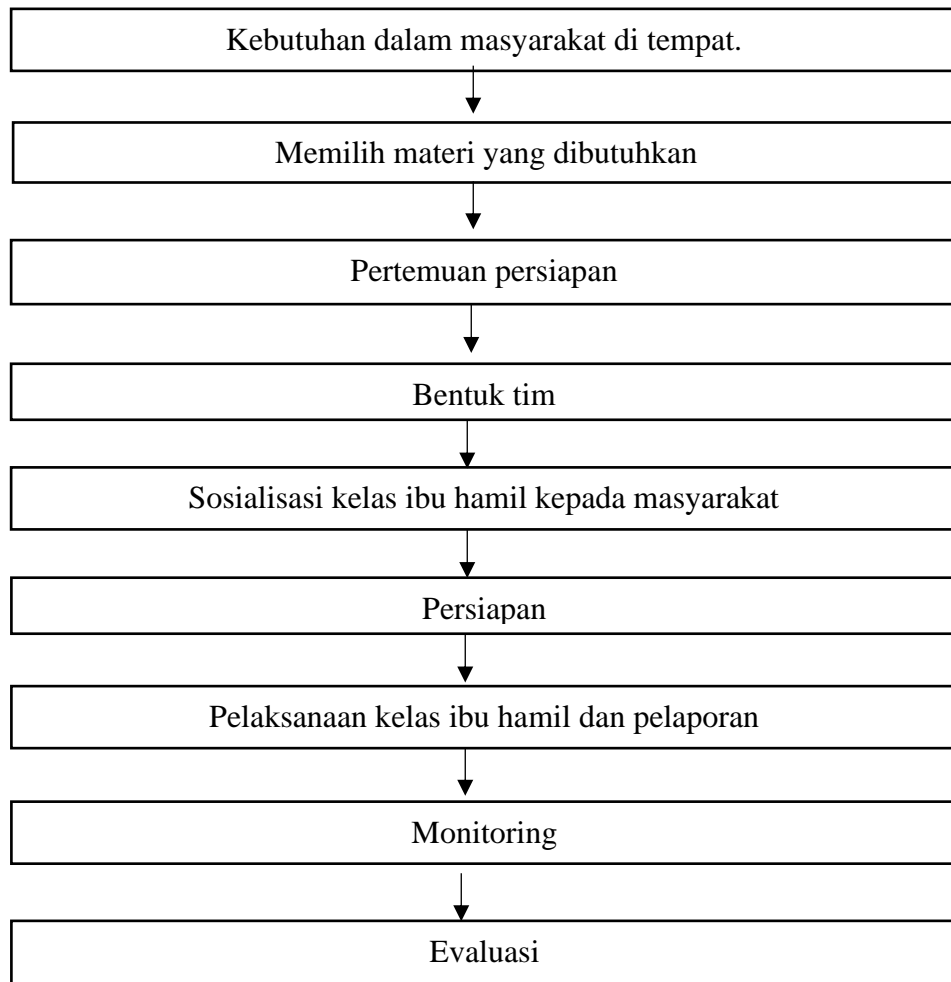 Kebutuhan dalam masyarakat di tempat.
Memilih materi yang dibutuhkan
Pertemuan persiapan
Bentuk tim
Sosialisasi kelas ibu hamil kepada masyarakat
Persiapan
Pelaksanaan kelas ibu hamil dan pelaporan
Monitoring
Evaluasi